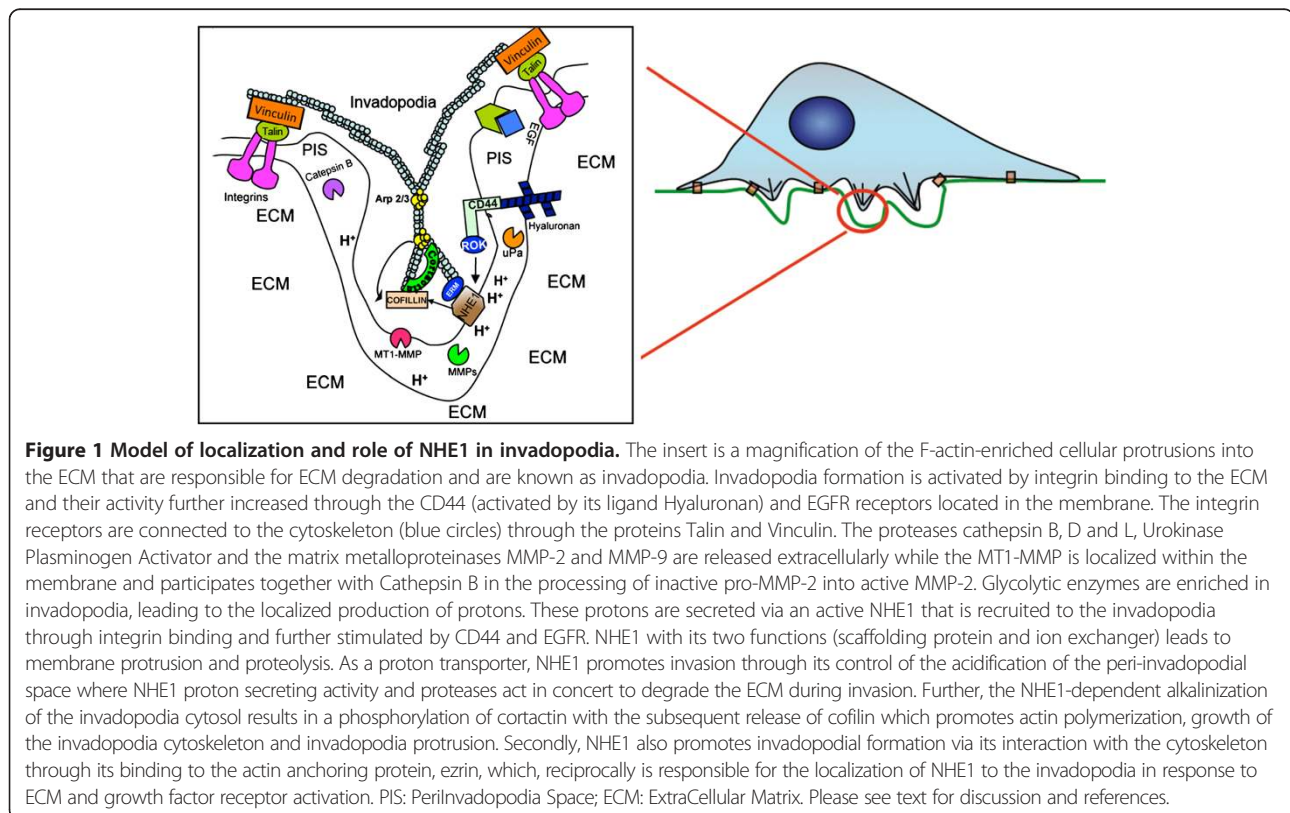 Vinculin
Talin
Invadopodia
Vinculin
Talin
EGF
PIS
PIS
ECM
Catepsin B
Integrins
ECM
Arp 2/3
CD44
Hyaluronan
ROK
uPa
H⁺
Cortactin
ECM
H⁺
H⁺
ERM
NHE1
COFILLIN
ECM
H⁺
H⁺
MT1-MMP
MMPs
ECM
ECM
H⁺
ECM
Figure 1 Model of localization and role of NHE1 in invadopodia. The insert is a magnification of the F-actin-enriched cellular protrusions into
the ECM that are responsible for ECM degradation and are known as invadopodia. Invadopodia formation is activated by integrin binding to the ECM
and their activity further increased through the CD44 (activated by its ligand Hyaluronan) and EGFR receptors located in the membrane. The integrin
receptors are connected to the cytoskeleton (blue circles) through the proteins Talin and Vinculin. The proteases cathepsin B, D and L, Urokinase
Plasminogen Activator and the matrix metalloproteinases MMP-2 and MMP-9 are released extracellularly while the MT1-MMP is localized within the
membrane and participates together with Cathepsin B in the processing of inactive pro-MMP-2 into active MMP-2. Glycolytic enzymes are enriched in
invadopodia, leading to the localized production of protons. These protons are secreted via an active NHE1 that is recruited to the invadopodia
through integrin binding and further stimulated by CD44 and EGFR. NHE1 with its two functions (scaffolding protein and ion exchanger) leads to
membrane protrusion and proteolysis. As a proton transporter, NHE1 promotes invasion through its control of the acidification of the peri-invadopodial
space where NHE1 proton secreting activity and proteases act in concert to degrade the ECM during invasion. Further, the NHE1-dependent alkalinization
of the invadopodia cytosol results in a phosphorylation of cortactin with the subsequent release of cofilin which promotes actin polymerization, growth of
the invadopodia cytoskeleton and invadopodia protrusion. Secondly, NHE1 also promotes invadopodial formation via its interaction with the cytoskeleton
through its binding to the actin anchoring protein, ezrin, which, reciprocally is responsible for the localization of NHE1 to the invadopodia in response to
ECM and growth factor receptor activation. PIS: PeriInvadopodia Space; ECM: ExtraCellular Matrix. Please see text for discussion and references.